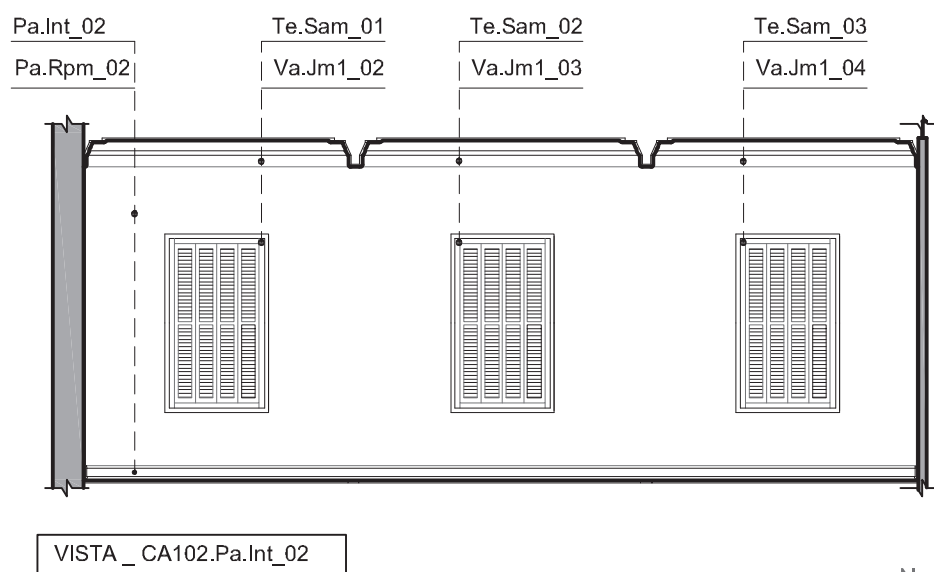 Pa.Int_02
Te.Sam_01
Te.Sam_02
Te.Sam_03
Pa.Rpm_02
Va.Jm1_02
Va.Jm1_03
Va.Jm1_04
VISTA _ CA102.Pa.Int_02